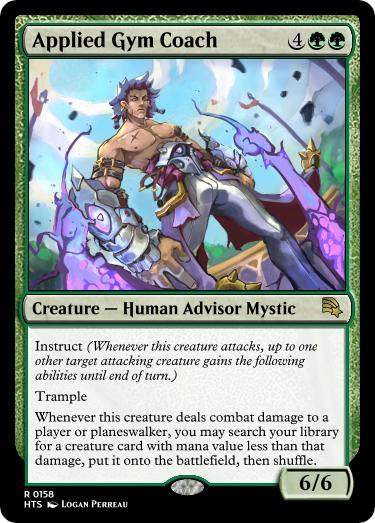 Applied Gym Coach 4
Creature — Human Advisor Mystic
Instruct (Whenever this creature attacks, up to one
other target attacking creature gains the following
abilities until end of turn.)
Trample
Whenever this creature deals combat damage to a
player or planeswalker, you may search your library
for a creature card with mana value less than that
damage, put it onto the battlefield, then shuffle.
6/6
R 0158
HTS Logan Perreau